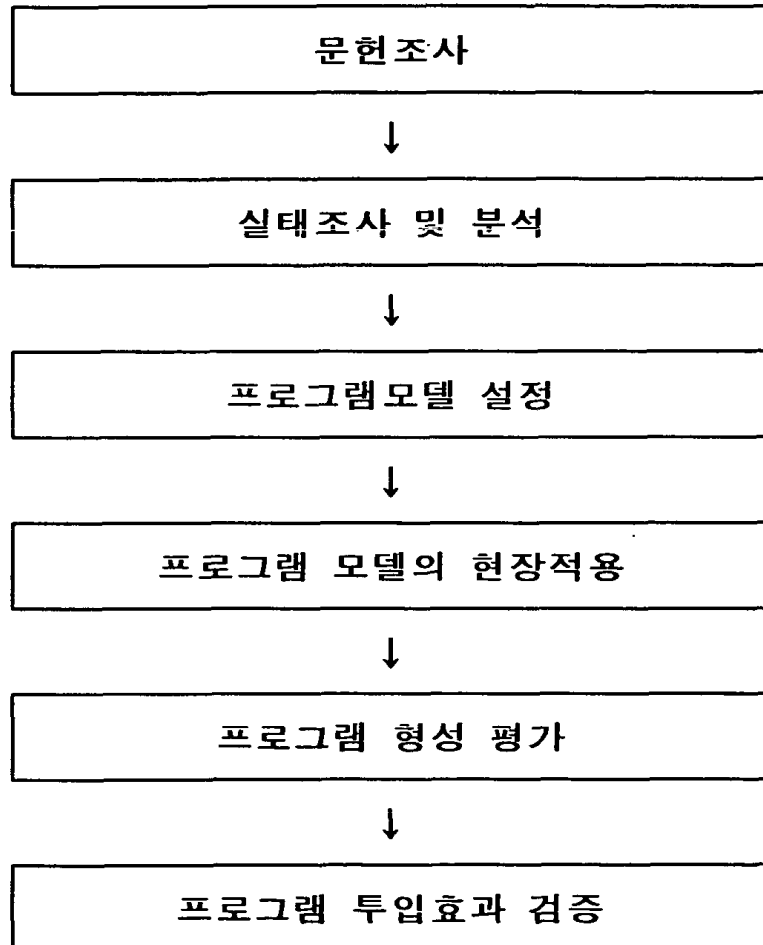 문헌조사
↓
실태조사 및 분석
↓
프로그램모델 설정
↓
프로그램 모델의 현장적용
↓
프로그램 형성 평가
↓
프로그램 투입효과 검증